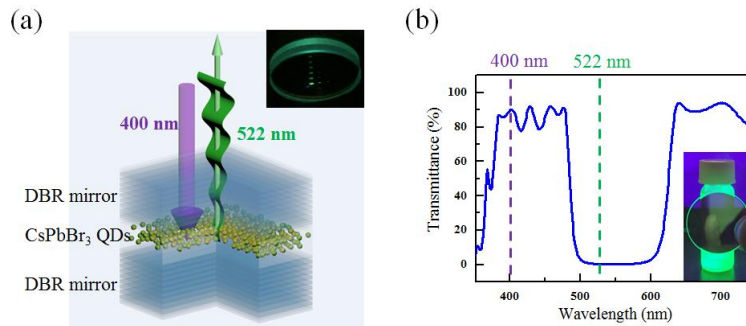 (a)
400 nm
522 nm
DBR mirror
CsPbBr₃ QDs
DBR mirror
(b)
400 nm
522 nm
Transmittance (%)
100
80
60
40
20
0
400
500
600
700
Wavelength (nm)